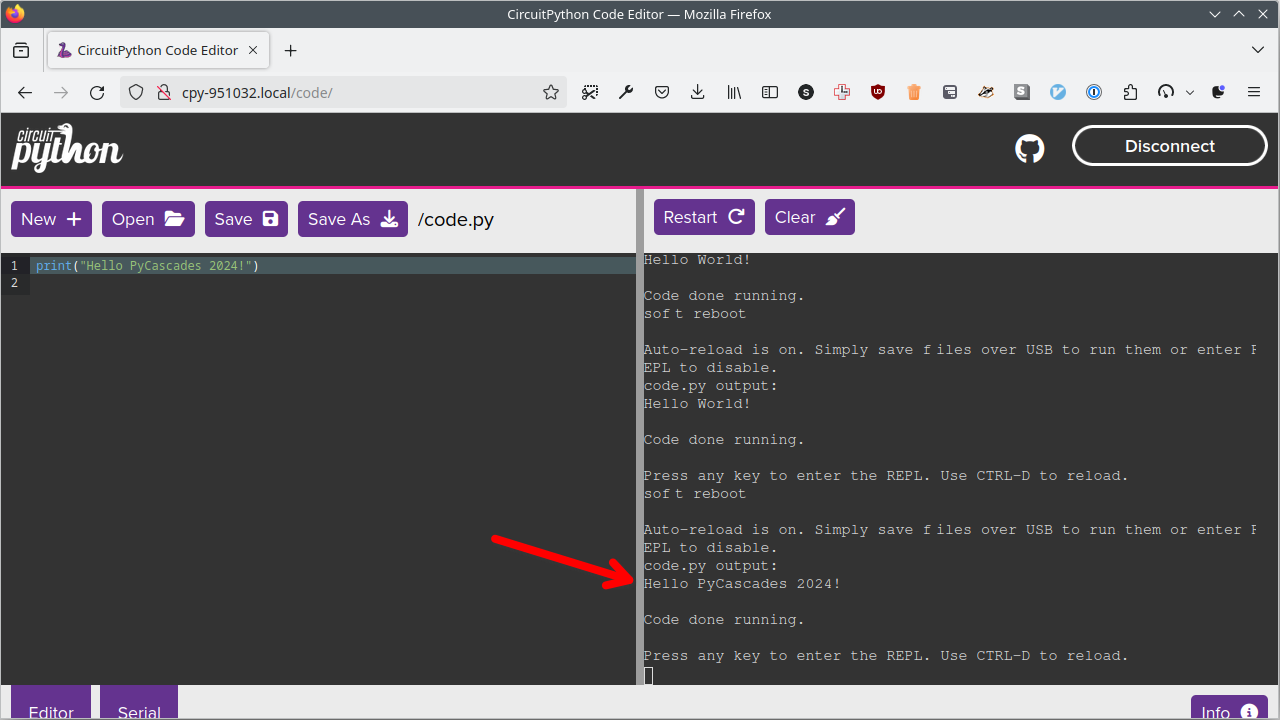 CircuitPython Code Editor — Mozilla Firefox
CircuitPython Code Editor
cpy-951032.local/code/
circuit
python
Disconnect
New
Open
Save
Save As
/code.py
Restart
Clear
1 print("Hello PyCascades 2024!")
2
Hello World!
Code done running.
soft reboot
Auto-reload is on. Simply save files over USB to run them or enter R
EPL to disable.
code.py output:
Hello World!
Code done running.
Press any key to enter the REPL. Use CTRL-D to reload.
soft reboot
Auto-reload is on. Simply save files over USB to run them or enter R
EPL to disable.
code.py output:
Hello PyCascades 2024!
Code done running.
Press any key to enter the REPL. Use CTRL-D to reload.
Editor
Serial
Info